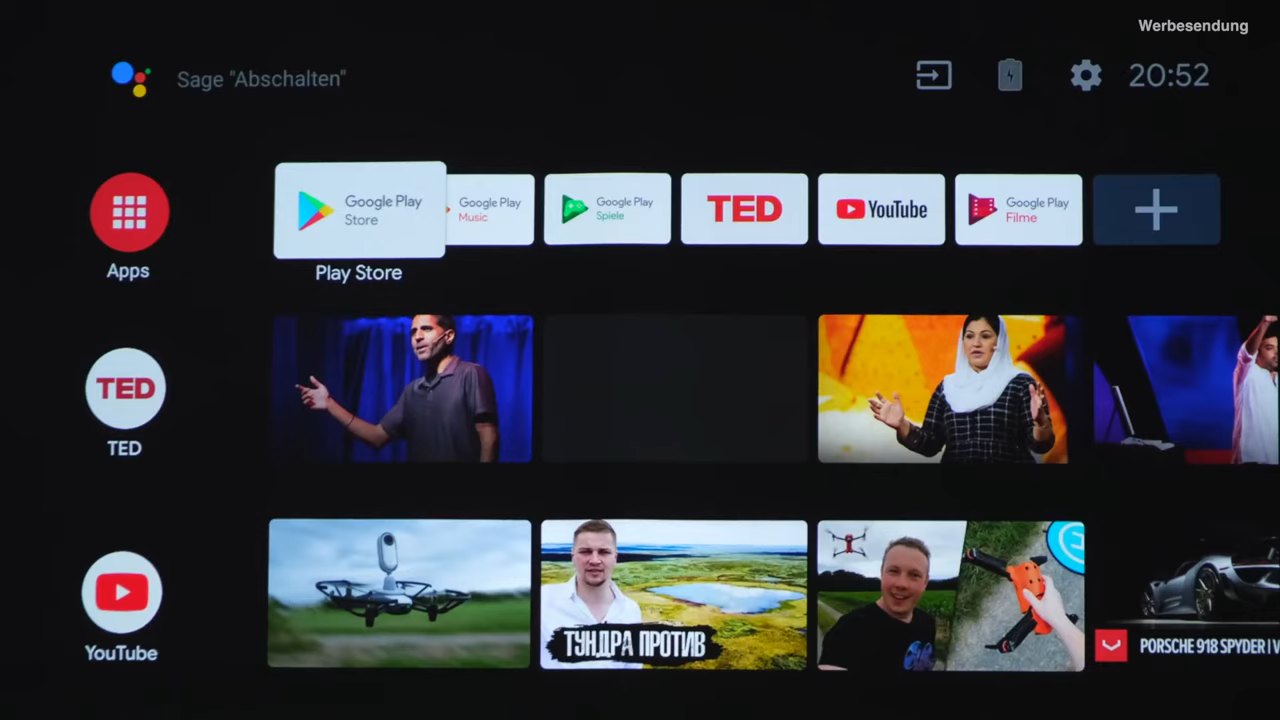 Werbesendung
Sage "Abschalten"
20:52
Google Play
Store
Google Play
Music
Google Play
Spiele
TED
YouTube
Google Play
Filme
Apps
Play Store
TED
TED
ТУНДРА ПРОТИВ
PORSCHE 918 SPYDER
YouTube